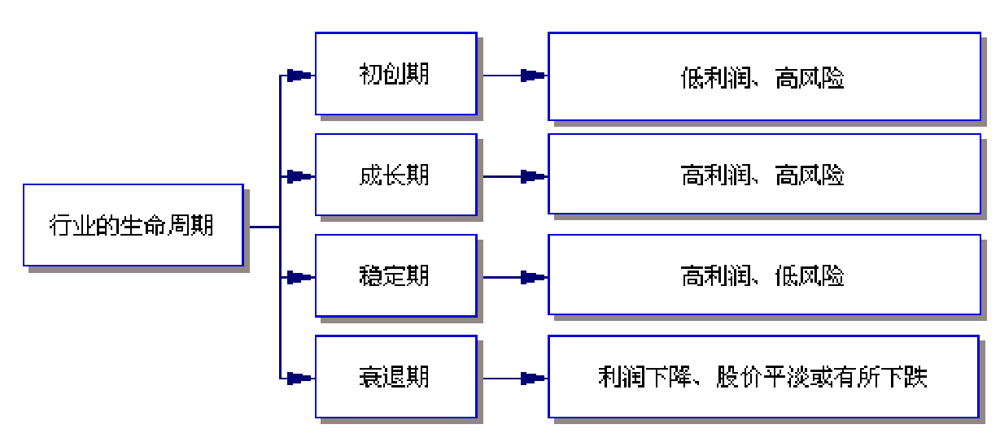 初创期
低利润、高风险
成长期
高利润、高风险
行业的生命周期
稳定期
高利润、低风险
衰退期
利润下降、股价平淡或有所下跌